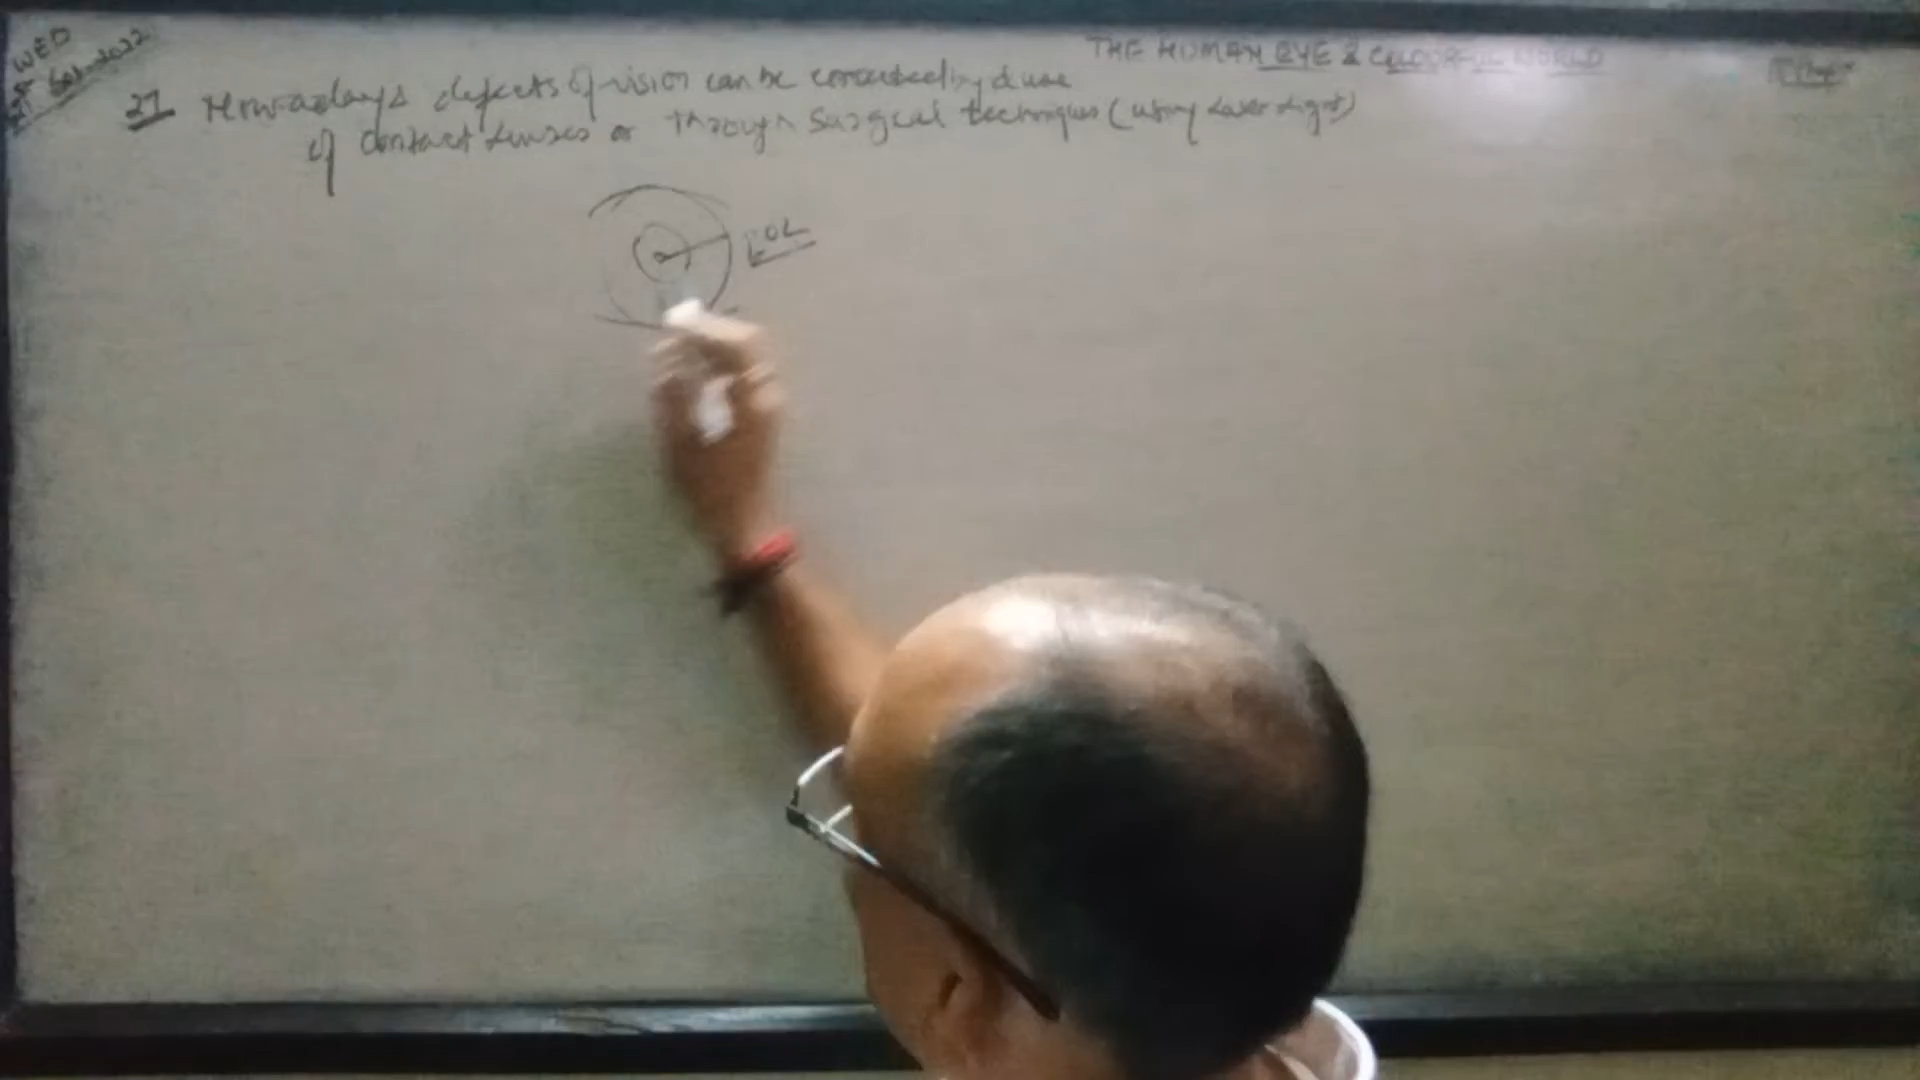 WED
THE HUMAN EYE & COLOURFUL WORLD
27 Nowadays defects of vision can be corrected by d use
of contact lenses or through Surgical techniques (using Laser Light)